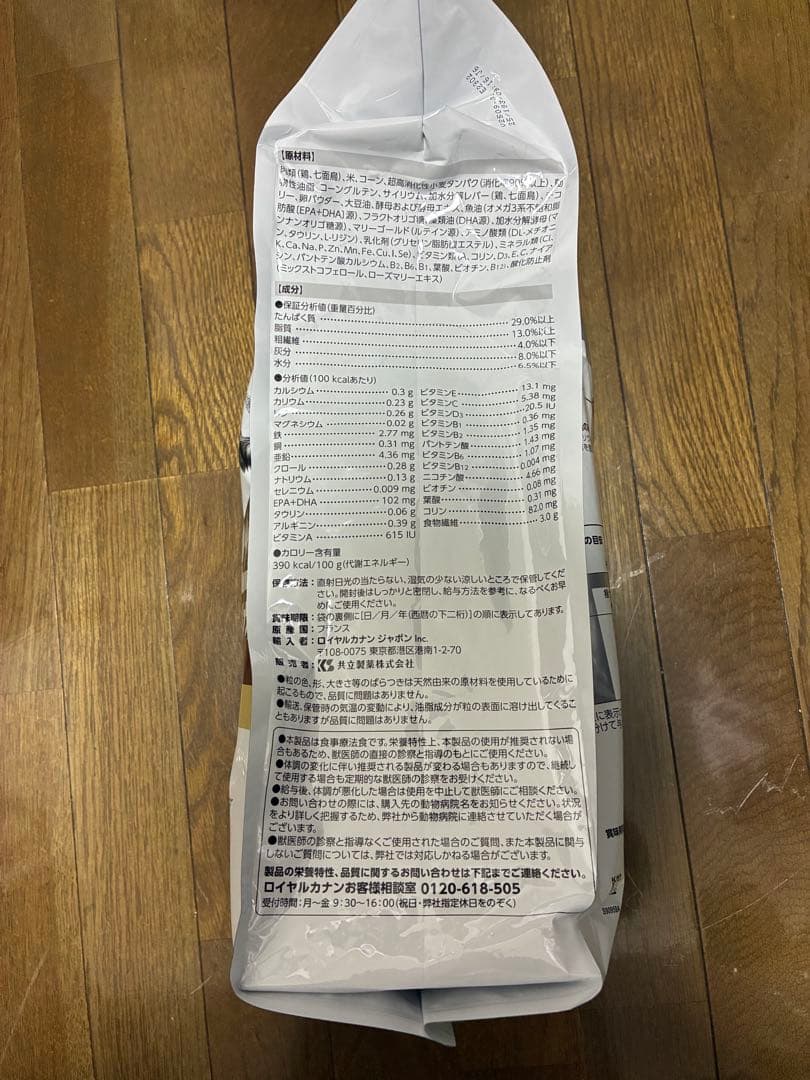 【原材料】
肉類(鶏、七面鳥)、米、コーン、超高消化性小麦タンパク(消化率90%以上)、動
物性油脂、コーングルテン、サイリウム、加水分解レバー(鶏、七面鳥)、チコ
リー、卵パウダー、大豆油、酵母および酵母エキス、魚油(オメガ3系不飽和脂
肪酸[EPA+DHA]源)、フラクトオリゴ糖、藻類油(DHA源)、加水分解酵母(マ
ンナンオリゴ糖源)、マリーゴールド(ルテイン源)、アミノ酸類(DL-メチオニ
ン、タウリン、L-リジン)、乳化剤(グリセリン脂肪酸エステル)、ミネラル類(Cl、
K、Ca、Na、P、Zn、Mn、Fe、Cu、I、Se)、ビタミン類(A、コリン、D3、E、C、ナイア
シン、パントテン酸カルシウム、B2、B6、B1、葉酸、ビオチン、B12)、酸化防止剤
(ミックストコフェロール、ローズマリーエキス)
【成分】
●保証分析値(重量百分比)
たんぱく質 29.0%以上
脂質 13.0%以上
粗繊維 4.0%以下
灰分 8.0%以下
水分 6.5%以下
●分析値(100 kcalあたり)
カルシウム 0.3 g
カリウム 0.23 g
リン 0.26 g
マグネシウム 0.02 g
鉄 2.77 mg
銅 0.31 mg
亜鉛 4.36 mg
クロール 0.28 g
ナトリウム 0.13 g
セレニウム 0.009 mg
EPA+DHA 102 mg
タウリン 0.06 g
アルギニン 0.39 g
ビタミンA 615 IU
ビタミンE 13.1 mg
ビタミンC 5.38 mg
ビタミンD3 20.5 IU
ビタミンB1 0.36 mg
ビタミンB2 1.35 mg
パントテン酸 1.43 mg
ビタミンB6 1.07 mg
ビタミンB12 0.004 mg
ニコチン酸 4.66 mg
ビオチン 0.08 mg
葉酸 0.31 mg
コリン 82.0 mg
食物繊維 3.0 g
●カロリー含有量
390 kcal/100 g(代謝エネルギー)
保存方法：直射日光の当たらない、湿気の少ない涼しいところで保管してくだ
さい。開封後はしっかりと密閉し、給与方法を参考に、なるべくお早
めにご使用ください。
賞味期限：袋の裏側に[日/月/年(西暦の下二桁)]の順に表示してあります。
原産国：フランス
輸入者：ロイヤルカナン ジャポン Inc.
〒108-0075 東京都港区港南1-2-70
販売者：KS 共立製薬株式会社
●粒の色、形、大きさ等のばらつきは天然由来の原材料を使用しているために
起こるもので、品質に問題はありません。
●輸送、保管時の気温の変動により、油脂成分が粒の表面に溶け出してくるこ
ともありますが品質に問題はありません。
●本製品は食事療法食です。栄養特性上、本製品の使用が推奨されない場
合もあるため、獣医師の直接の診察と指導のもとにご使用ください。
●体調の変化に伴い推奨される製品が変わる場合もありますので、継続し
て使用する場合も定期的な獣医師の診察をお受けください。
●給与後、体調が悪化した場合は使用を中止して獣医師にご相談ください。
●お問い合わせの際には、購入先の動物病院名をお知らせください。状況
をより詳しく把握するため、弊社から動物病院に連絡させていただく場合が
ございます。
●獣医師の診察と指導なくご使用された場合のご質問、また本製品に関与
しないご質問については、弊社では対応しかねる場合がございます。
製品の栄養特性、品質に関するお問い合わせは下記までご連絡ください。
ロイヤルカナンお客様相談室 0120-618-505
受付時間：月〜金 9:30〜16:00(祝日・弊社指定休日をのぞく)
の目安
に表示
分けて与
賞味